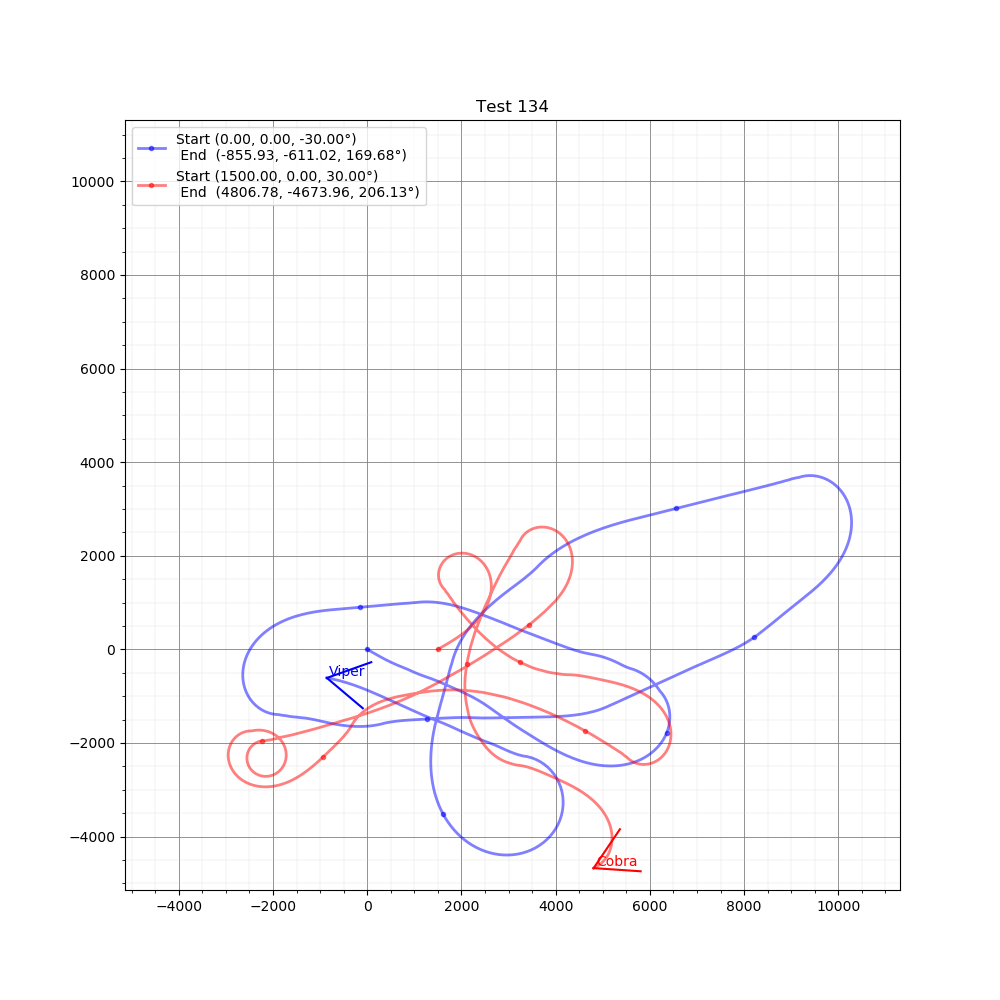 Test 134
Start (0.00, 0.00, -30.00°)
End (-855.93, -611.02, 169.68°)
Start (1500.00, 0.00, 30.00°)
End (4806.78, -4673.96, 206.13°)
10000
8000
6000
4000
2000
0
−2000
−4000
Viper
Cobra
−4000 −2000 0 2000 4000 6000 8000 10000